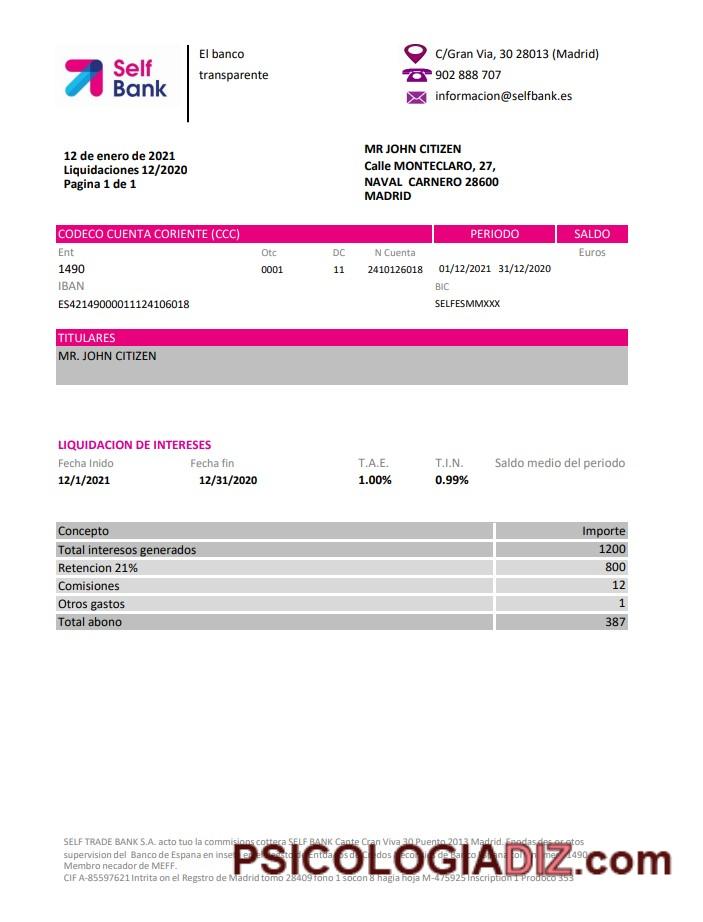 Self
Bank
El banco
transparente
C/Gran Via, 30 28013 (Madrid)
902 888 707
informacion@selfbank.es
12 de enero de 2021
Liquidaciones 12/2020
Pagina 1 de 1
MR JOHN CITIZEN
Calle MONTECLARO, 27,
NAVAL CARNERO 28600
MADRID
CODECO CUENTA CORIENTE (CCC) PERIODO SALDO
Ent Otc DC N Cuenta Euros
1490 0001 11 2410126018 01/12/2021 31/12/2020
IBAN BIC
ES42149000011124106018 SELFESMMXXX
TITULARES
MR. JOHN CITIZEN
LIQUIDACION DE INTERESES
Fecha Inido Fecha fin T.A.E. T.I.N. Saldo medio del periodo
12/1/2021 12/31/2020 1.00% 0.99%
Concepto Importe
Total interesos generados 1200
Retencion 21% 800
Comisiones 12
Otros gastos 1
Total abono 387
SELF TRADE BANK S.A. acto tuo la commisions cottera SELF BANK Cante Cran Viva 30 Puento 2013 Madrid.
supervision del Banco de Espana en
Membro necador de MEFF.
CIF A-85597621 Intrita on el Regstro de Madrid tomo 28409 fono 1 socon 8 hagia hoja M-475925 Inscription 1 Prodoco 353
PSICOLOGIADIZ.com